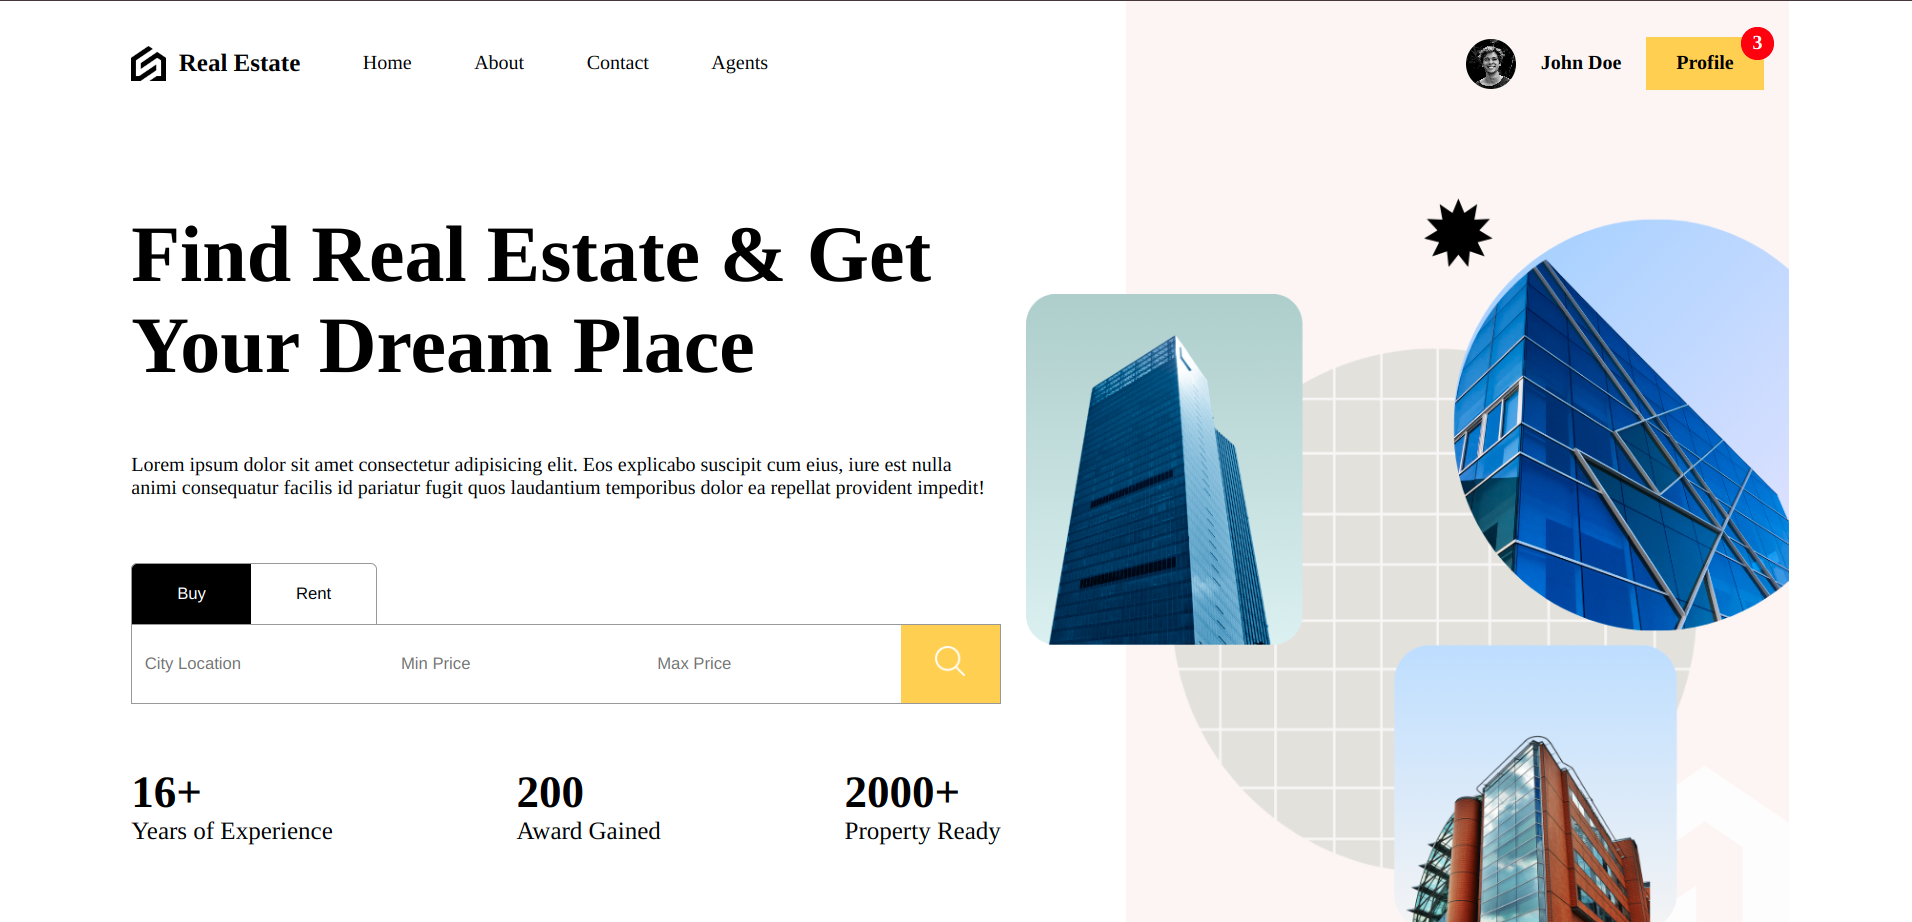 Real Estate
Home
About
Contact
Agents
John Doe
Profile
3
Find Real Estate & Get
Your Dream Place
Lorem ipsum dolor sit amet consectetur adipisicing elit. Eos explicabo suscipit cum eius, iure est nulla
animi consequatur facilis id pariatur fugit quos laudantium temporibus dolor ea repellat provident impedit!
Buy
Rent
City Location
Min Price
Max Price
16+
Years of Experience
200
Award Gained
2000+
Property Ready